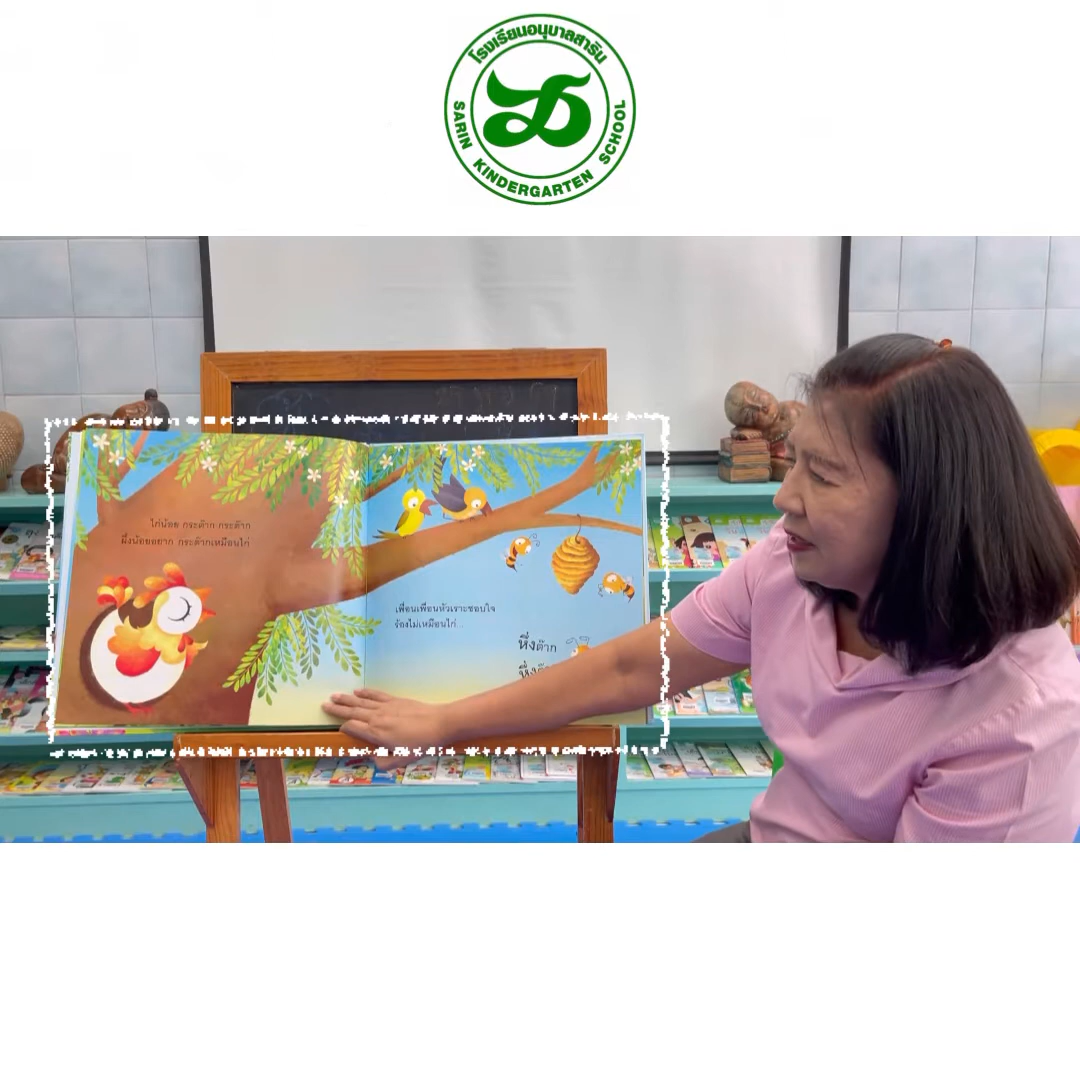 โรงเรียนอนุบาลสาริน
SARIN KINDERGARTEN SCHOOL
ไก่น้อย กระต๊าก กระต๊าก
ผึ้งน้อยอยาก กระต๊ากเหมือนไก่
เพื่อนเพื่อนหัวเราะชอบใจ
ร้องไม่เหมือนไก่...
หึ่งต๊าก